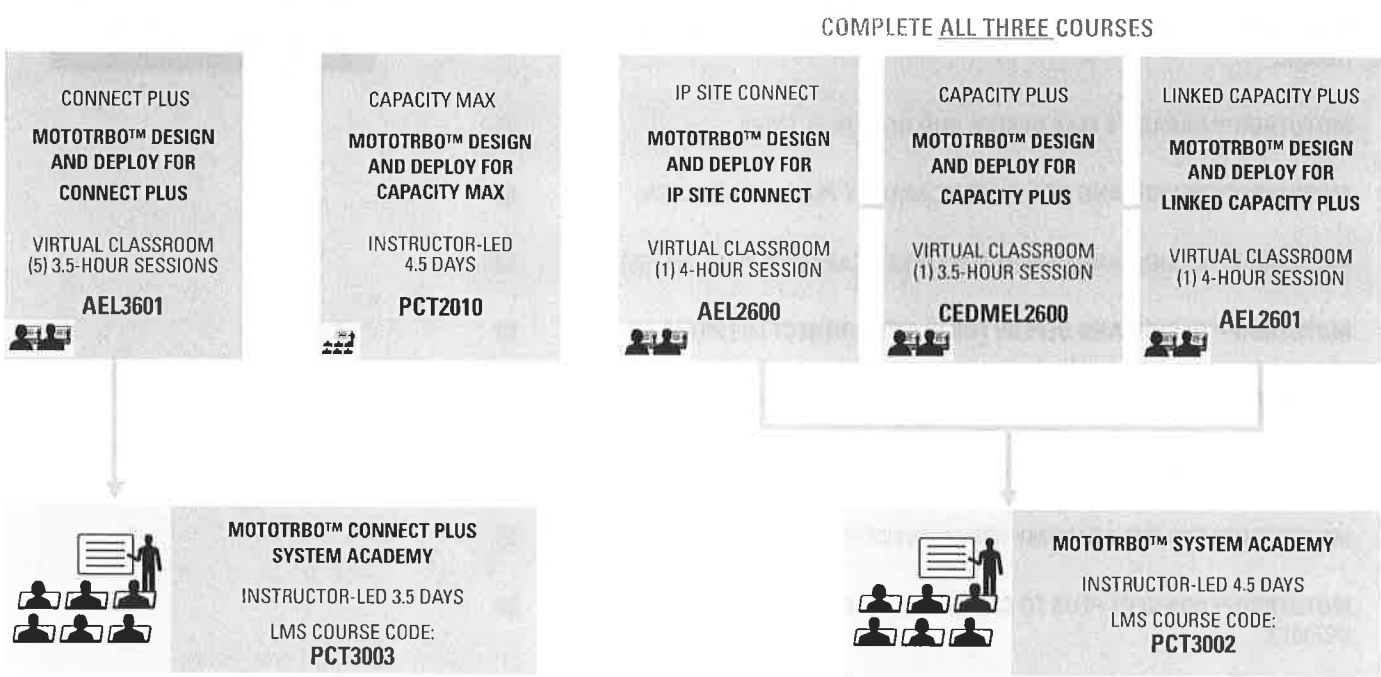 COMPLETE ALL THREE COURSES
CONNECT PLUS
MOTOTRBO™ DESIGN
AND DEPLOY FOR
CONNECT PLUS
VIRTUAL CLASSROOM
(5) 3.5-HOUR SESSIONS
AEL3601
CAPACITY MAX
MOTOTRBO™ DESIGN
AND DEPLOY FOR
CAPACITY MAX
INSTRUCTOR-LED
4.5 DAYS
PCT2010
IP SITE CONNECT
MOTOTRBO™ DESIGN
AND DEPLOY FOR
IP SITE CONNECT
VIRTUAL CLASSROOM
(1) 4-HOUR SESSION
AEL2600
CAPACITY PLUS
MOTOTRBO™ DESIGN
AND DEPLOY FOR
CAPACITY PLUS
VIRTUAL CLASSROOM
(1) 3.5-HOUR SESSION
CEDMEL2600
LINKED CAPACITY PLUS
MOTOTRBO™ DESIGN
AND DEPLOY FOR
LINKED CAPACITY PLUS
VIRTUAL CLASSROOM
(1) 4-HOUR SESSION
AEL2601
MOTOTRBO™ CONNECT PLUS
SYSTEM ACADEMY
INSTRUCTOR-LED 3.5 DAYS
LMS COURSE CODE:
PCT3003
MOTOTRBO™ SYSTEM ACADEMY
INSTRUCTOR-LED 4.5 DAYS
LMS COURSE CODE:
PCT3002